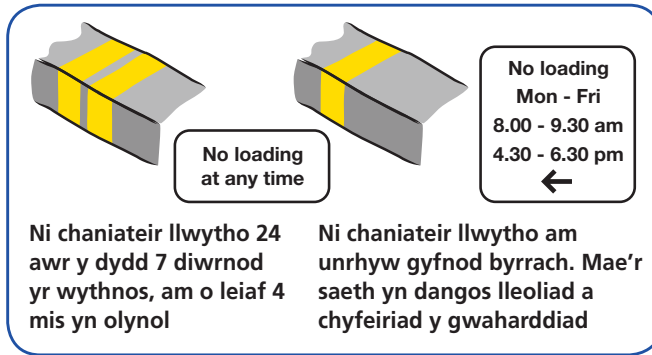 No loading
at any time
No loading
Mon - Fri
8.00 - 9.30 am
4.30 - 6.30 pm
←
Ni chaniateir llwytho 24
awr y dydd 7 diwrnod
yr wythnos, am o leiaf 4
mis yn olynol
Ni chaniateir llwytho am
unrhyw gyfnod byrrach. Mae'r
saeth yn dangos lleoliad a
chyfeiriad y gwaharddiad